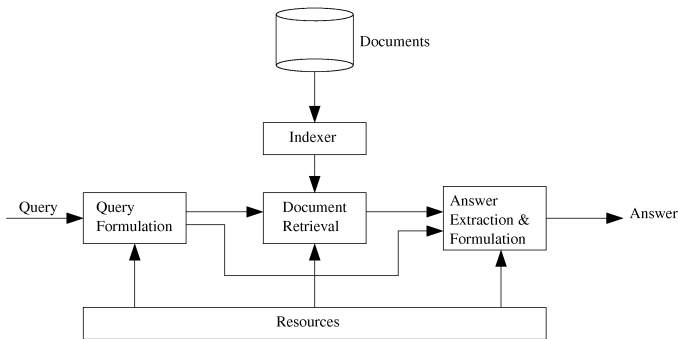 Documents
Indexer
Query
Query
Formulation
Document
Retrieval
Answer
Extraction &
Formulation
Answer
Resources